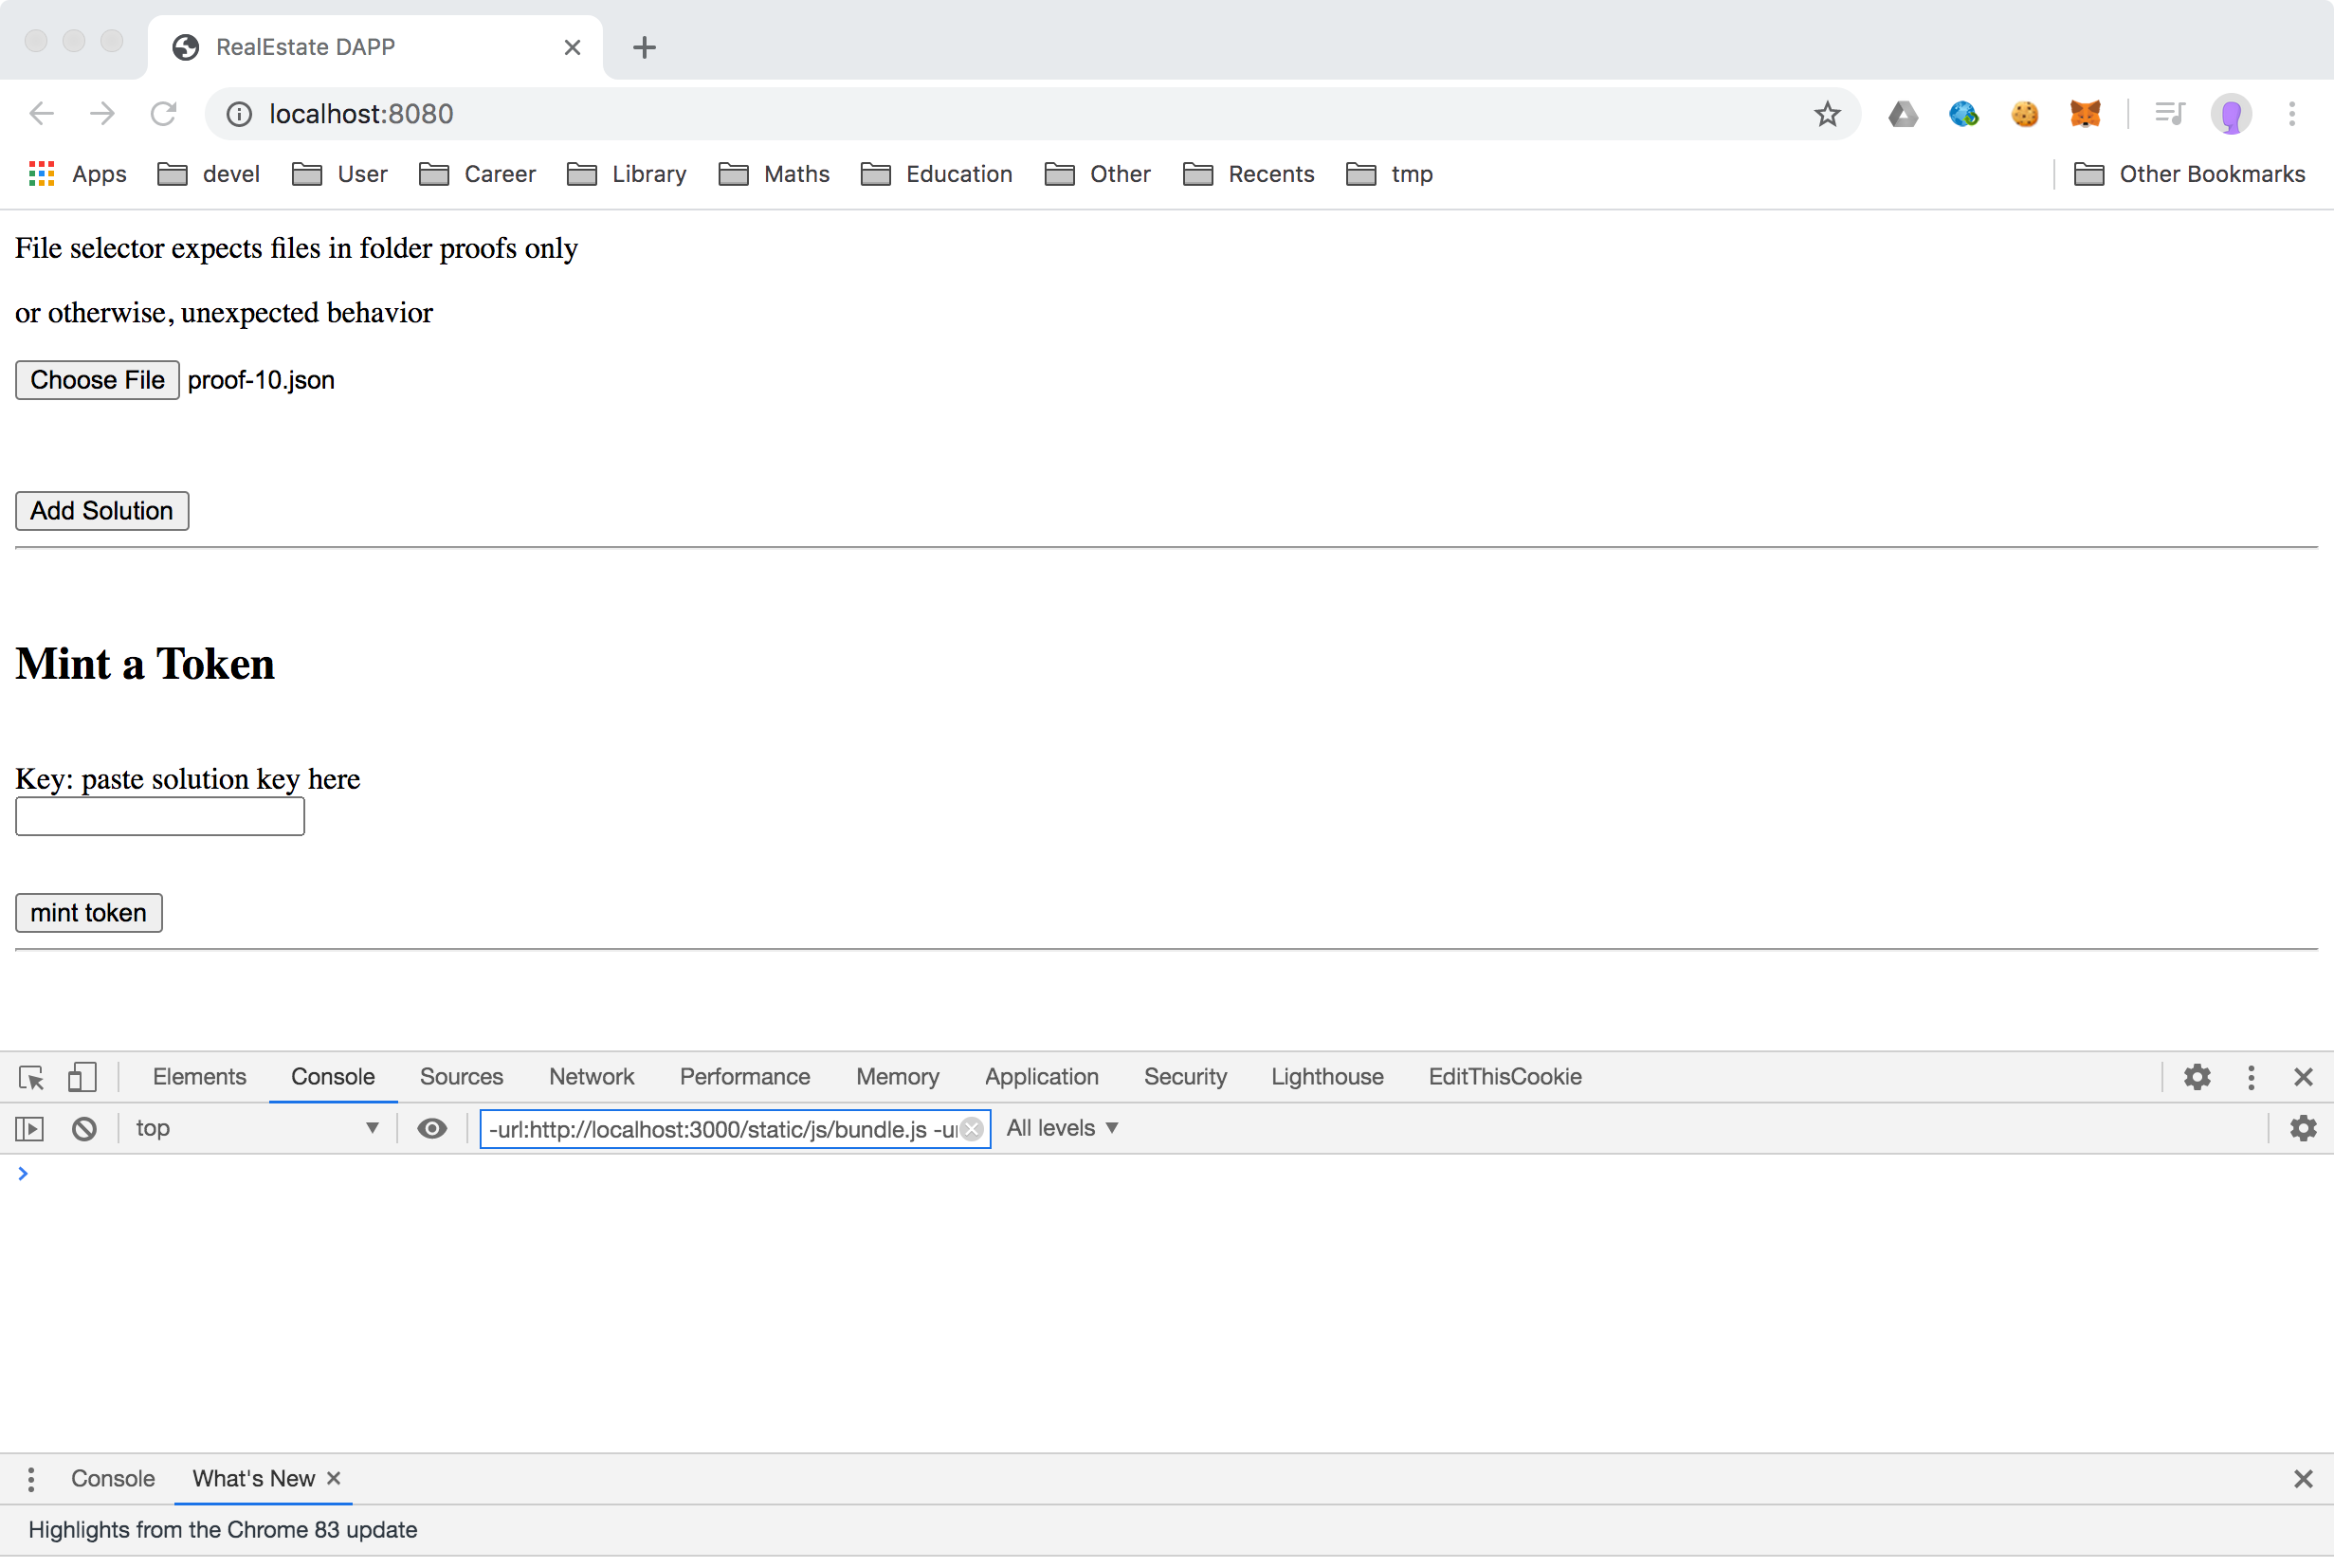 RealEstate DAPP
localhost:8080
Apps devel User Career Library Maths Education Other Recents tmp Other Bookmarks
File selector expects files in folder proofs only
or otherwise, unexpected behavior
Choose File proof-10.json
Add Solution
Mint a Token
Key: paste solution key here
mint token
Elements Console Sources Network Performance Memory Application Security Lighthouse EditThisCookie
top -url:http://localhost:3000/static/js/bundle.js All levels
Console What's New
Highlights from the Chrome 83 update